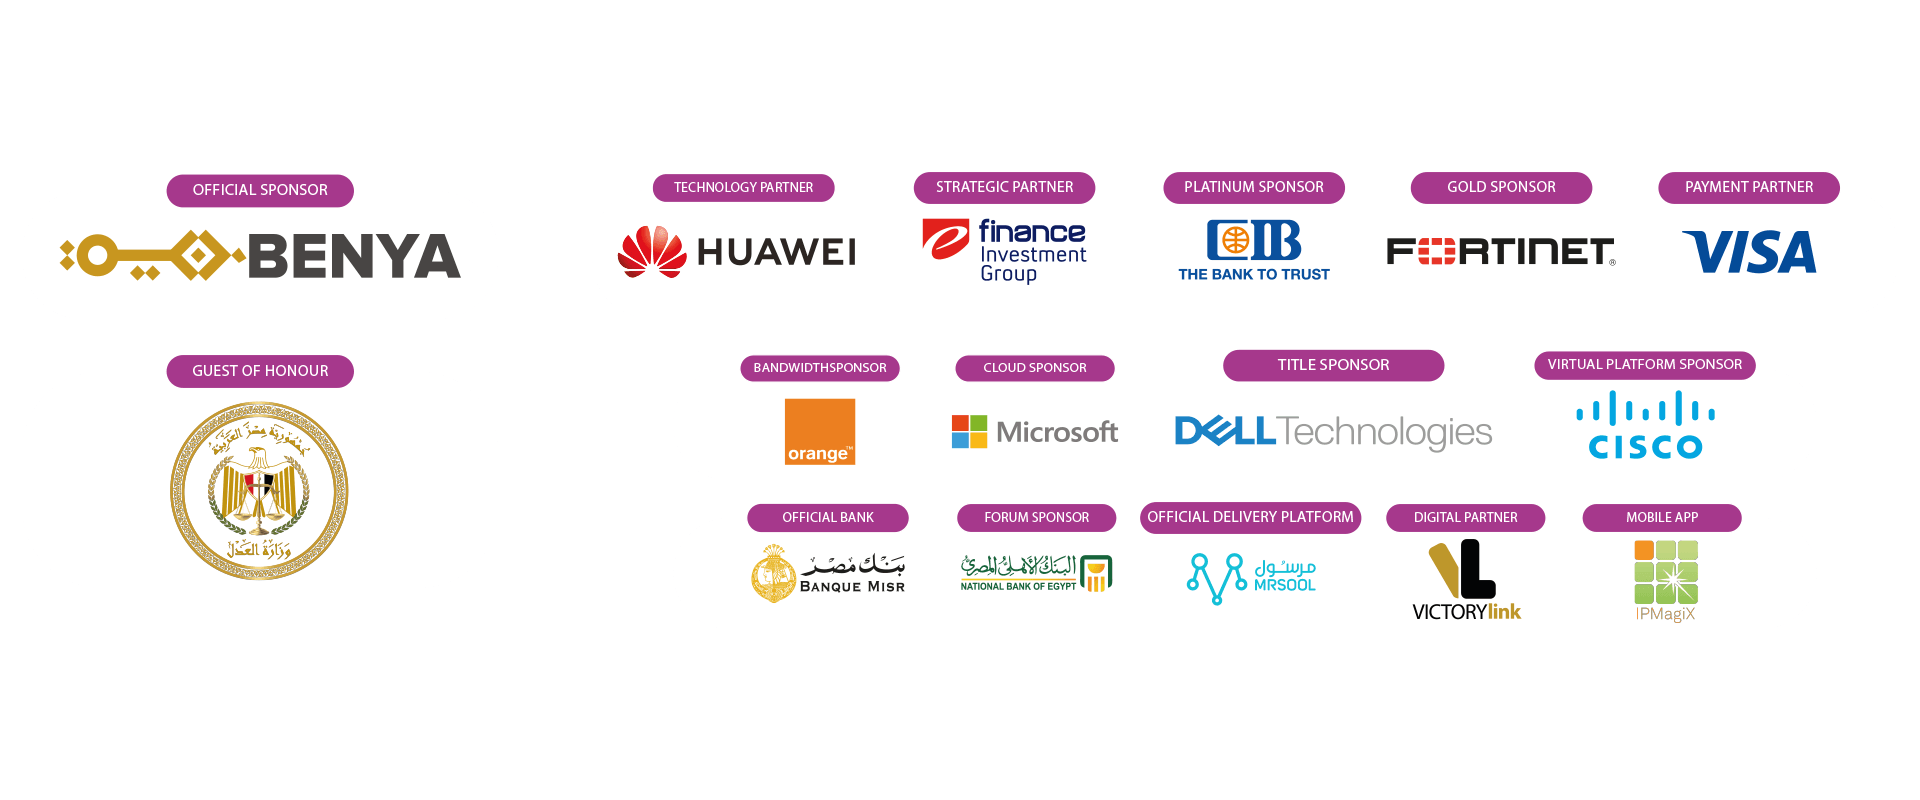 OFFICIAL SPONSOR
BENYA
GUEST OF HONOUR
جمهورية مصر العربية
وزارة العدل
TECHNOLOGY PARTNER
HUAWEI
STRATEGIC PARTNER
finance
Investment
Group
PLATINUM SPONSOR
CIB
THE BANK TO TRUST
GOLD SPONSOR
FORTINET®
PAYMENT PARTNER
VISA
BANDWIDTHSPONSOR
orange™
CLOUD SPONSOR
Microsoft
TITLE SPONSOR
DELL Technologies
VIRTUAL PLATFORM SPONSOR
CISCO
OFFICIAL BANK
بنك مصر
BANQUE MISR
FORUM SPONSOR
البنك الأهلي المصري
NATIONAL BANK OF EGYPT
OFFICIAL DELIVERY PLATFORM
مرسول
MRSOOL
DIGITAL PARTNER
VL
VICTORYlink
MOBILE APP
IPMagiX